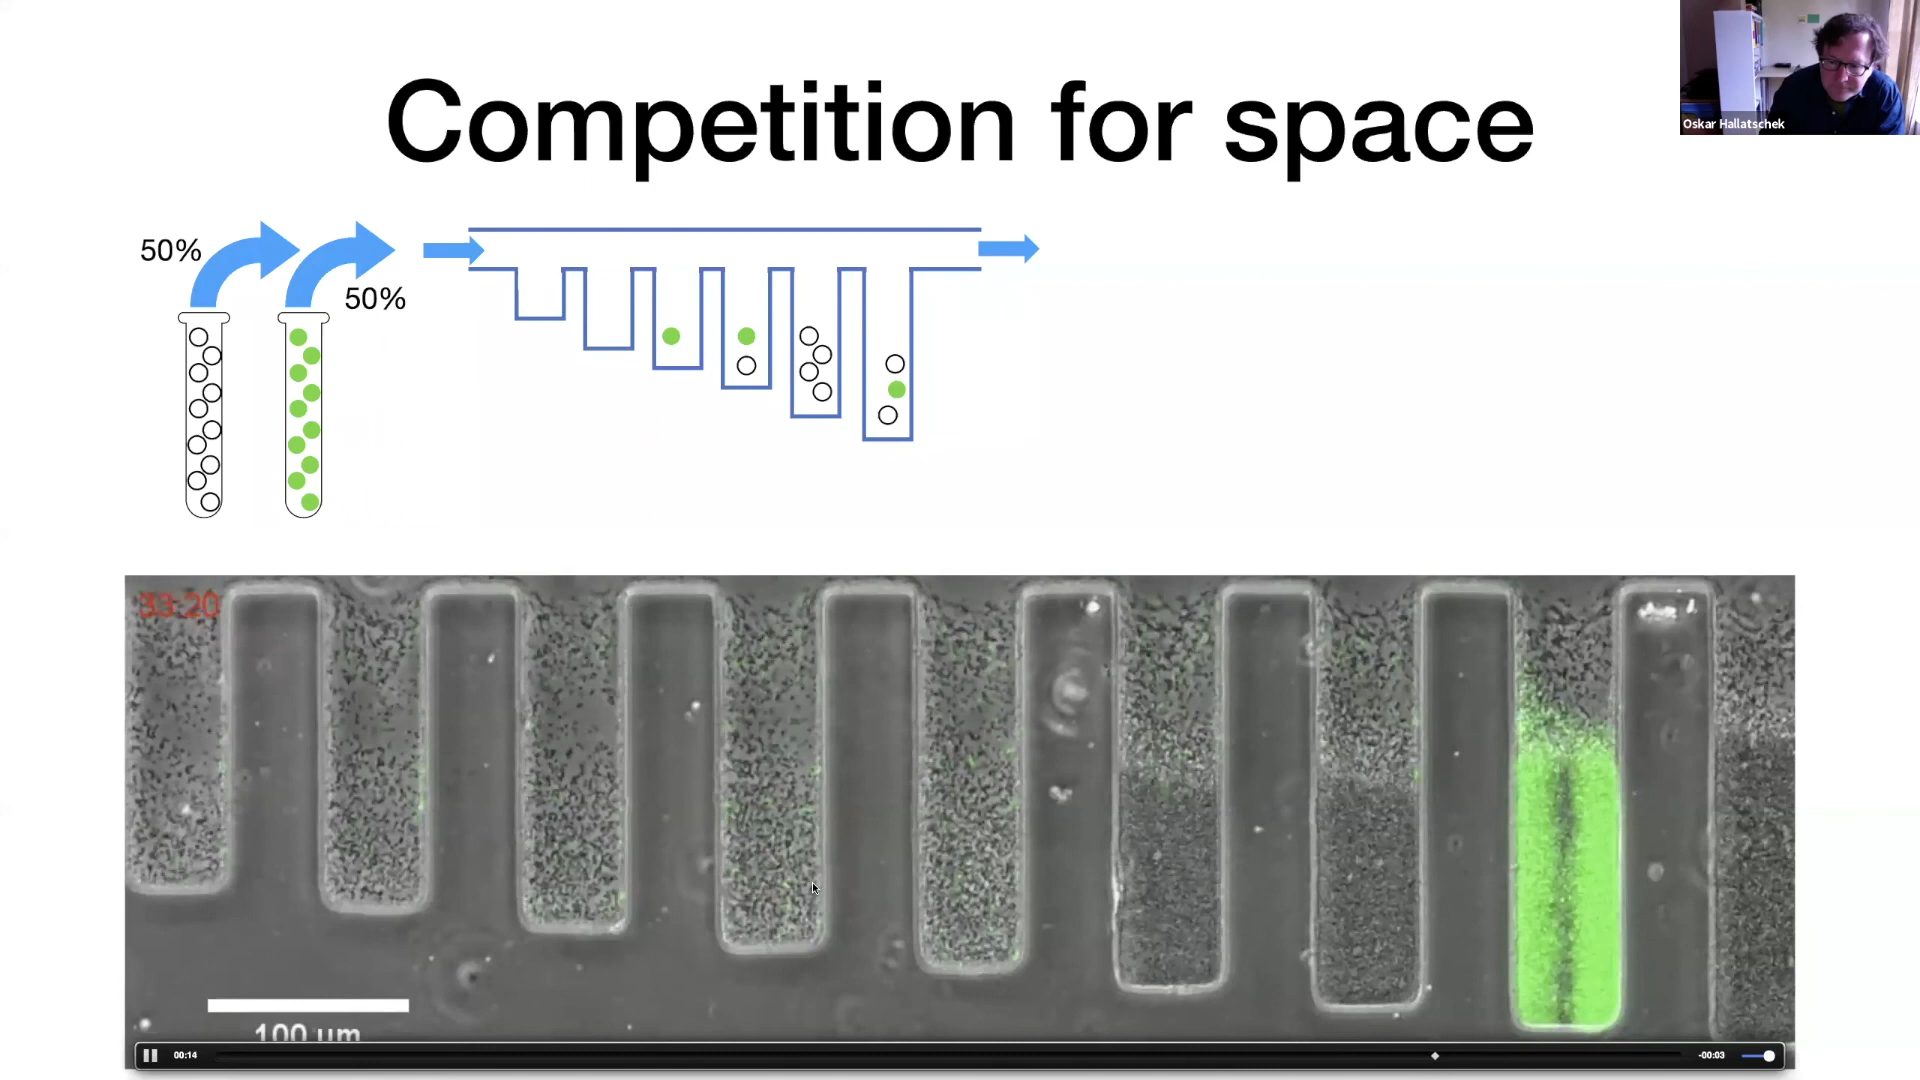 Oskar Hallatschek
Competition for space
50%
50%
33:20
100 µm
00:14
-00:03